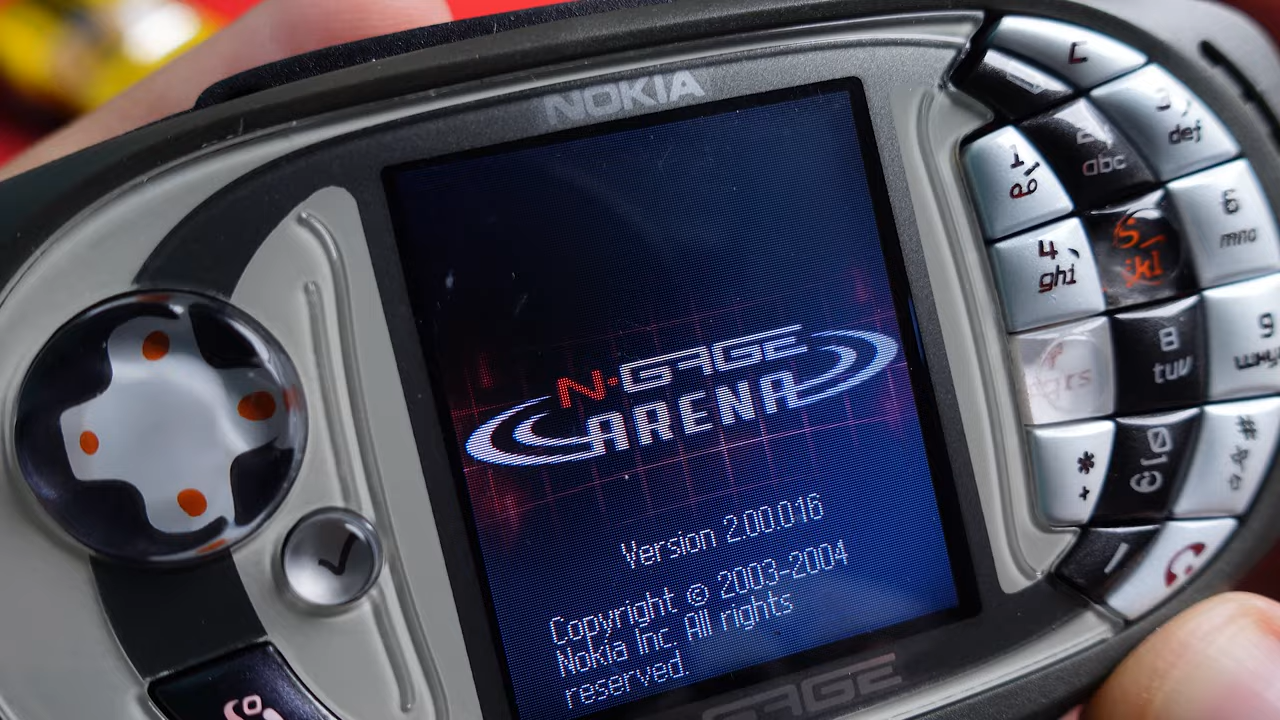 NOKIA
N-GAGE
ARENA
Version 2.00.016
Copyright © 2003-2004
Nokia Inc. All rights
reserved.
C
1
abc
3
def
4
ghi
5
jkl
6
mno
8
tuv
9
wxyz
*
+
0
#